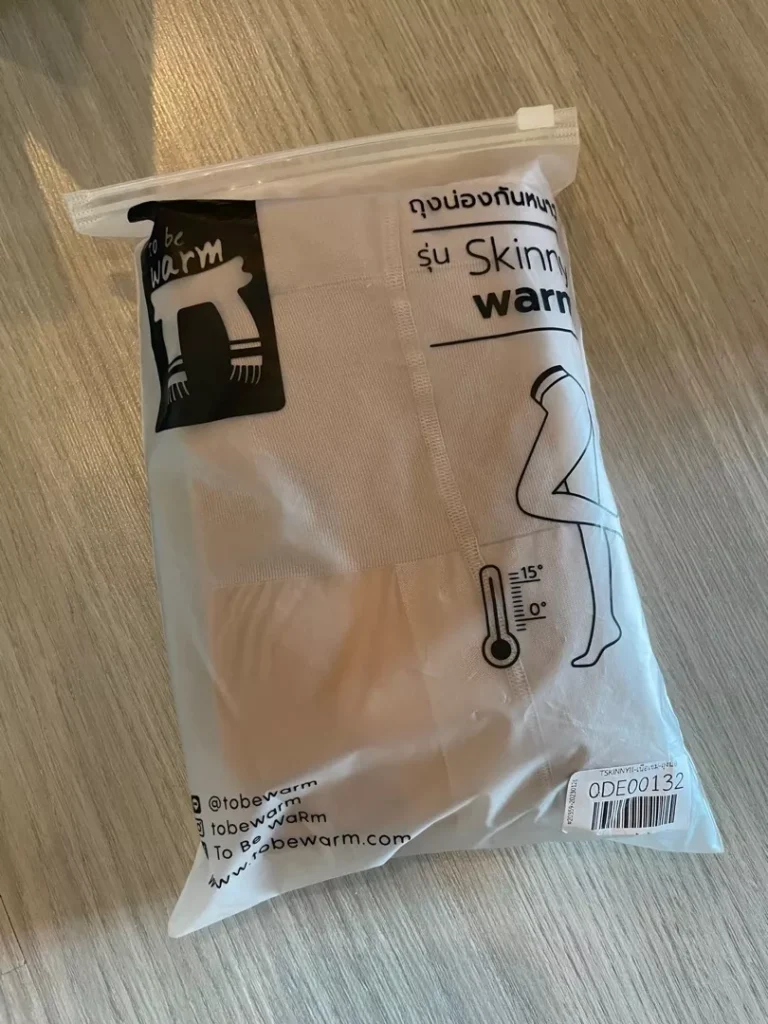 to be
warm
ถุงน่องกันหนาว
รุ่น Skinny
warm
15°
0°
@tobewarm
tobewarm
To Be WaRm
www.tobewarm.com
0DE00132